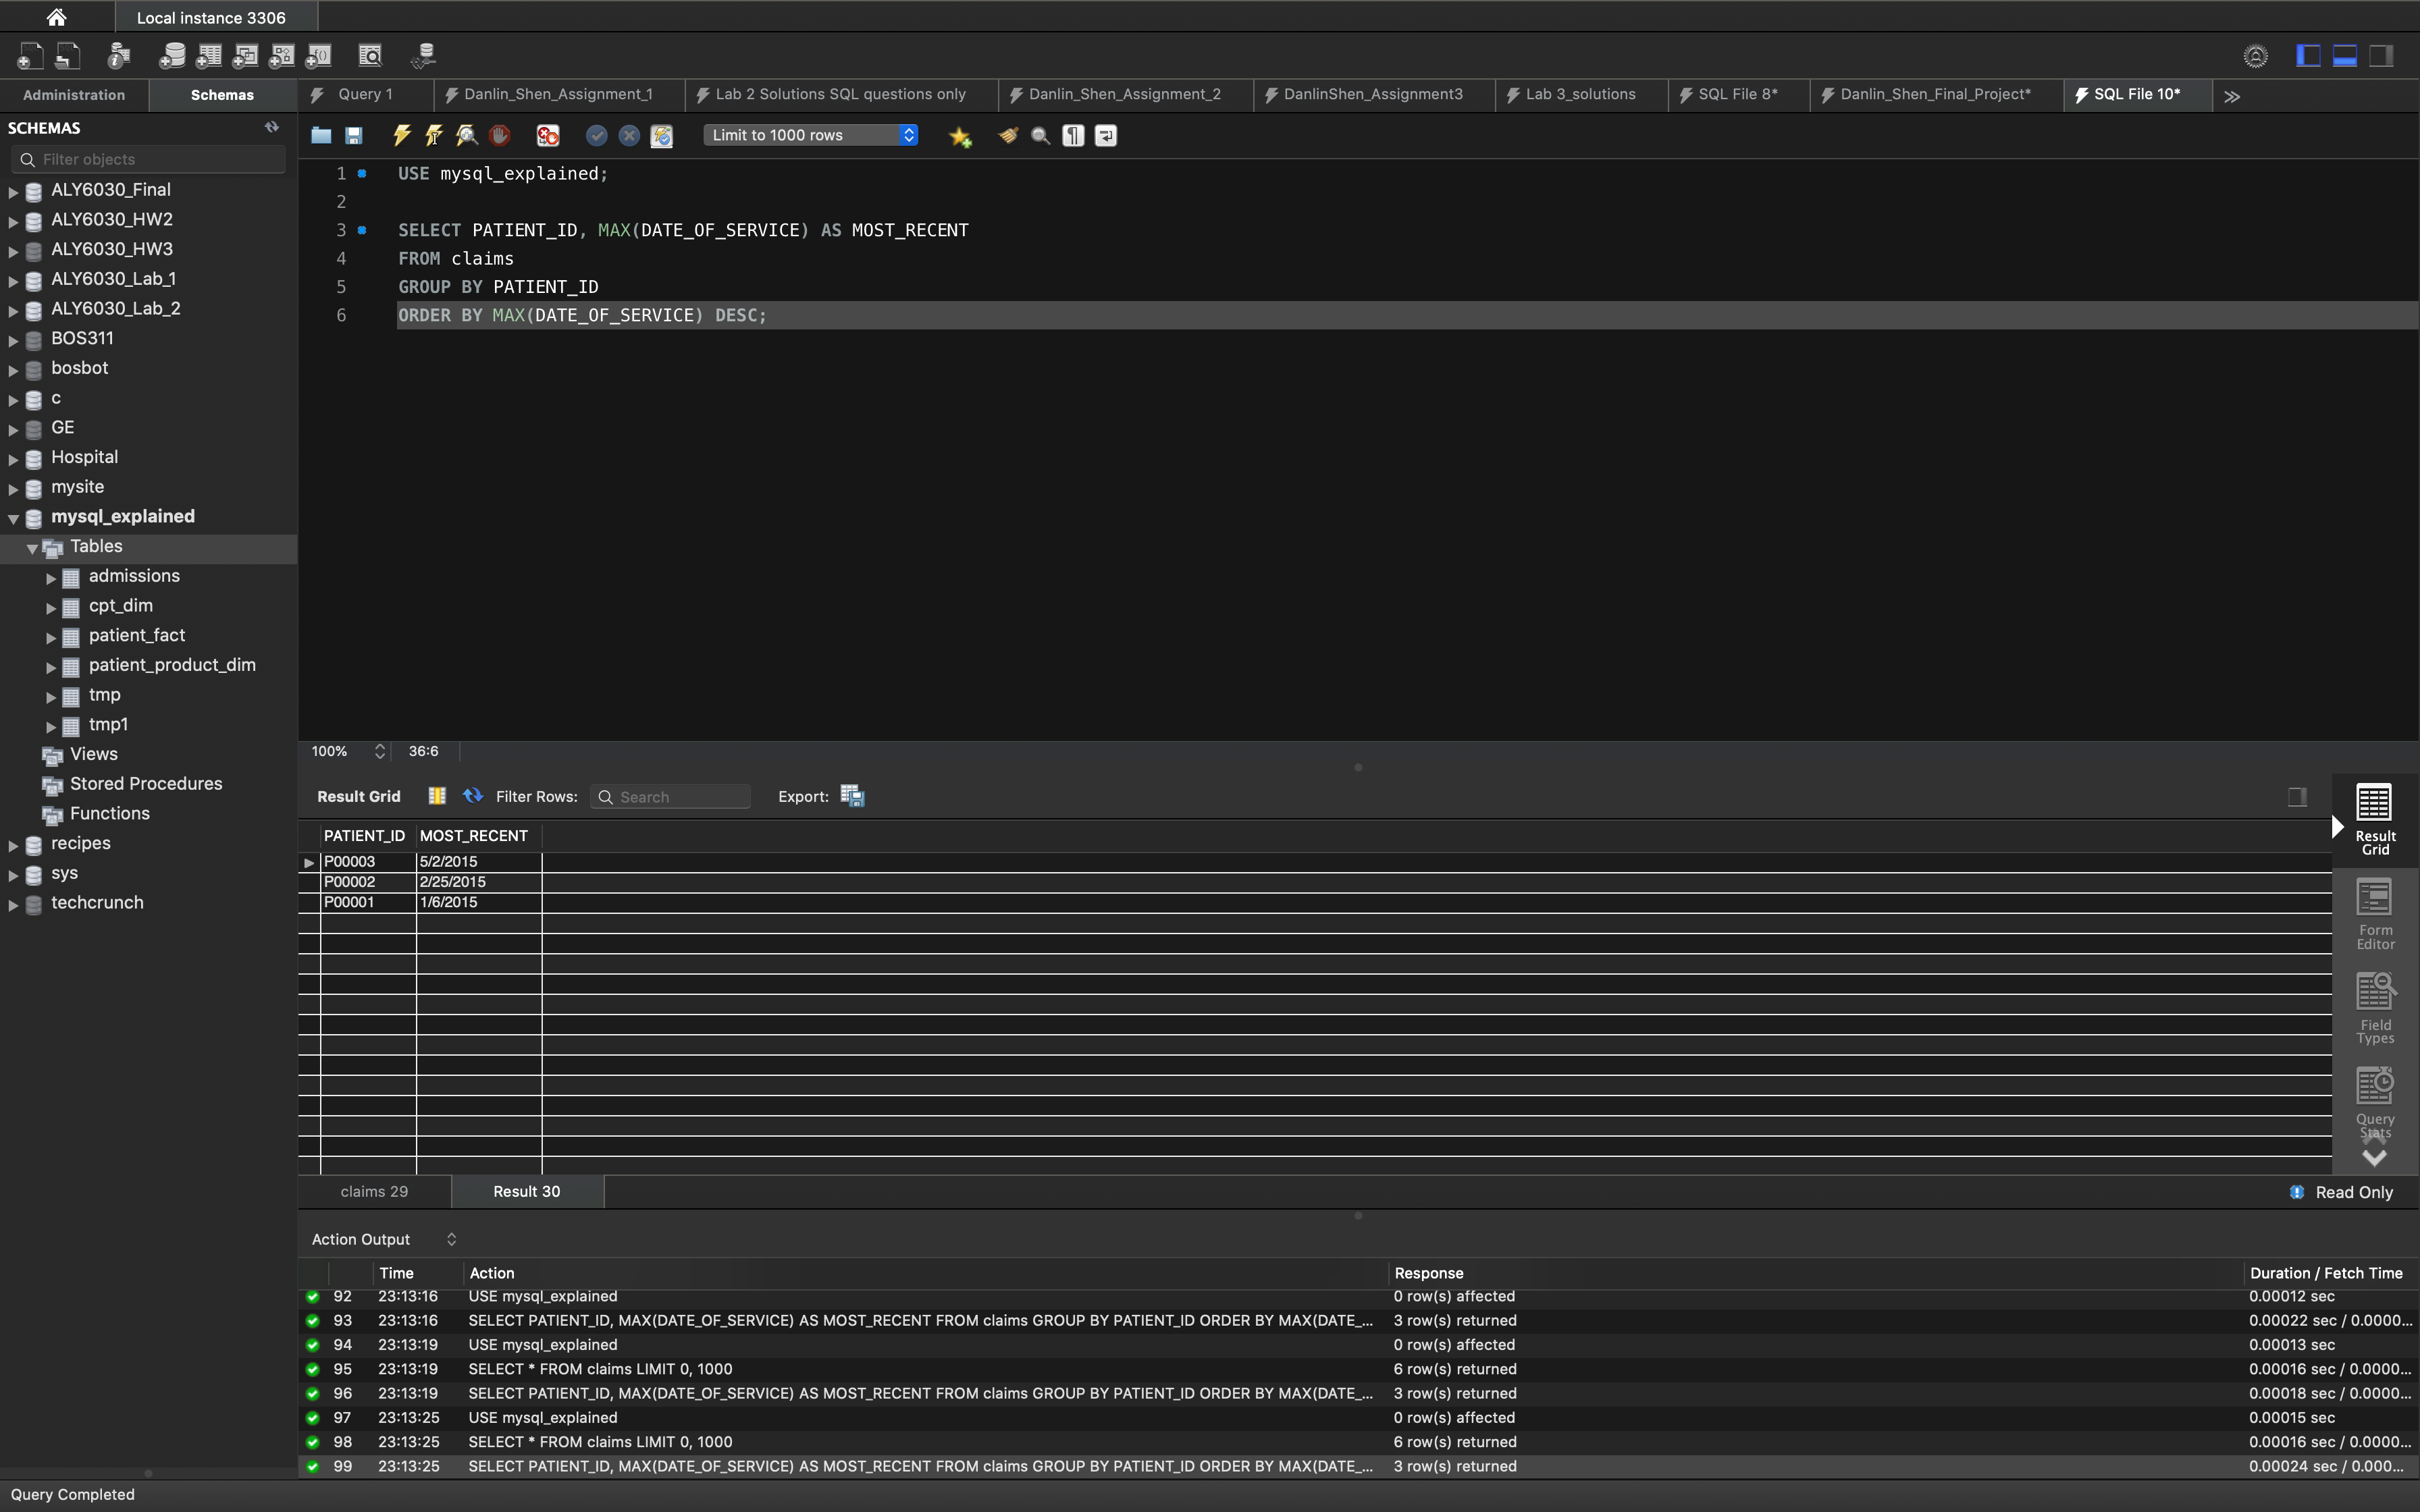 Local instance 3306
Administration
Schemas
Query 1
Danlin_Shen_Assignment_1
Lab 2 Solutions SQL questions only
Danlin_Shen_Assignment_2
DanlinShen_Assignment3
Lab 3_solutions
SQL File 8*
Danlin_Shen_Final_Project*
SQL File 10*
SCHEMAS
Filter objects
ALY6030_Final
ALY6030_HW2
ALY6030_HW3
ALY6030_Lab_1
ALY6030_Lab_2
BOS311
bosbot
c
GE
Hospital
mysite
mysql_explained
Tables
admissions
cpt_dim
patient_fact
patient_product_dim
tmp
tmp1
Views
Stored Procedures
Functions
recipes
sys
techcrunch
Limit to 1000 rows
1 USE mysql_explained;
2
3 SELECT PATIENT_ID, MAX(DATE_OF_SERVICE) AS MOST_RECENT
4 FROM claims
5 GROUP BY PATIENT_ID
6 ORDER BY MAX(DATE_OF_SERVICE) DESC;
100% 36:6
Result Grid Filter Rows: Search Export:
PATIENT_ID MOST_RECENT
P00003 5/2/2015
P00002 2/25/2015
P00001 1/6/2015
Result
Grid
Form
Editor
Field
Types
Query
Stats
claims 29 Result 30 Read Only
Action Output
Time Action Response Duration / Fetch Time
92 23:13:16 USE mysql_explained 0 row(s) affected 0.00012 sec
93 23:13:16 SELECT PATIENT_ID, MAX(DATE_OF_SERVICE) AS MOST_RECENT FROM claims GROUP BY PATIENT_ID ORDER BY MAX(DATE_... 3 row(s) returned 0.00022 sec / 0.0000...
94 23:13:19 USE mysql_explained 0 row(s) affected 0.00013 sec
95 23:13:19 SELECT * FROM claims LIMIT 0, 1000 6 row(s) returned 0.00016 sec / 0.0000...
96 23:13:19 SELECT PATIENT_ID, MAX(DATE_OF_SERVICE) AS MOST_RECENT FROM claims GROUP BY PATIENT_ID ORDER BY MAX(DATE_... 3 row(s) returned 0.00018 sec / 0.0000...
97 23:13:25 USE mysql_explained 0 row(s) affected 0.00015 sec
98 23:13:25 SELECT * FROM claims LIMIT 0, 1000 6 row(s) returned 0.00016 sec / 0.0000...
99 23:13:25 SELECT PATIENT_ID, MAX(DATE_OF_SERVICE) AS MOST_RECENT FROM claims GROUP BY PATIENT_ID ORDER BY MAX(DATE_... 3 row(s) returned 0.00024 sec / 0.000...
Query Completed